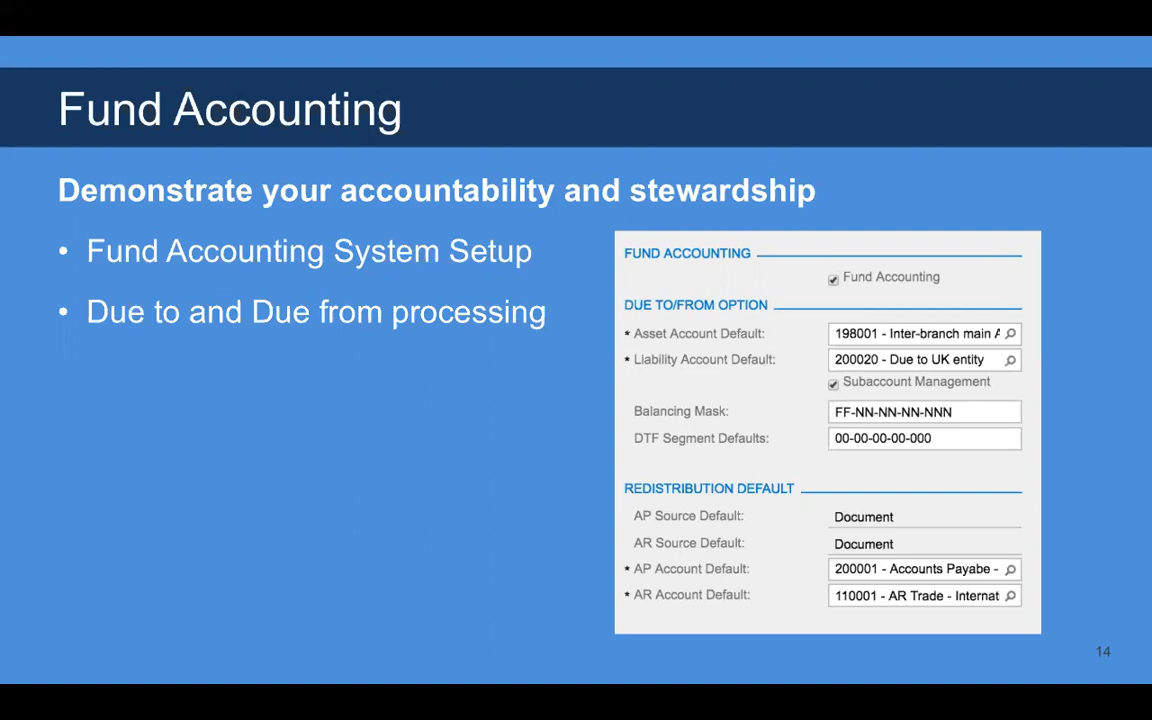 Fund Accounting
Demonstrate your accountability and stewardship
• Fund Accounting System Setup
• Due to and Due from processing
FUND ACCOUNTING
Fund Accounting
DUE TO/FROM OPTION
* Asset Account Default: 198001 - Inter-branch main A
* Liability Account Default: 200020 - Due to UK entity
Subaccount Management
Balancing Mask: FF-NN-NN-NN-NNN
DTF Segment Defaults: 00-00-00-00-000
REDISTRIBUTION DEFAULT
AP Source Default: Document
AR Source Default: Document
* AP Account Default: 200001 - Accounts Payabe -
* AR Account Default: 110001 - AR Trade - Internat
14